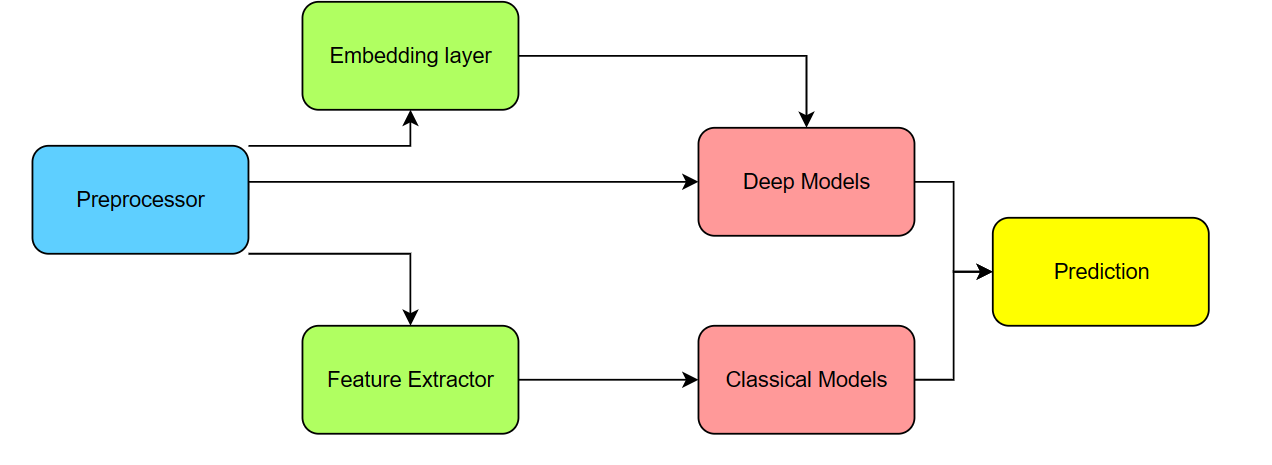 Embedding layer
Preprocessor
Deep Models
Prediction
Feature Extractor
Classical Models